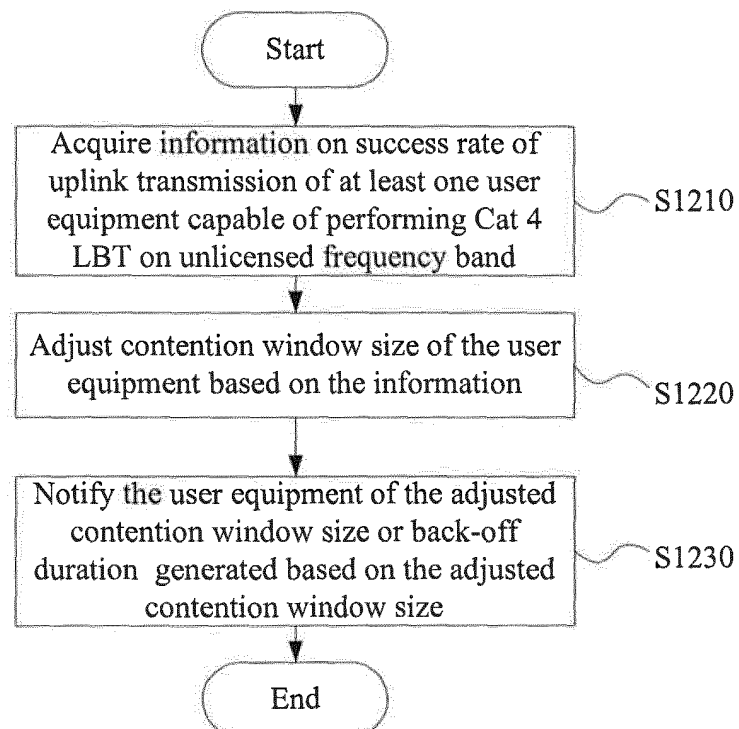 Start
Acquire information on success rate of
uplink transmission of at least one user
equipment capable of performing Cat 4
LBT on unlicensed frequency band
S1210
Adjust contention window size of the user
equipment based on the information
S1220
Notify the user equipment of the adjusted
contention window size or back-off
duration generated based on the adjusted
contention window size
S1230
End